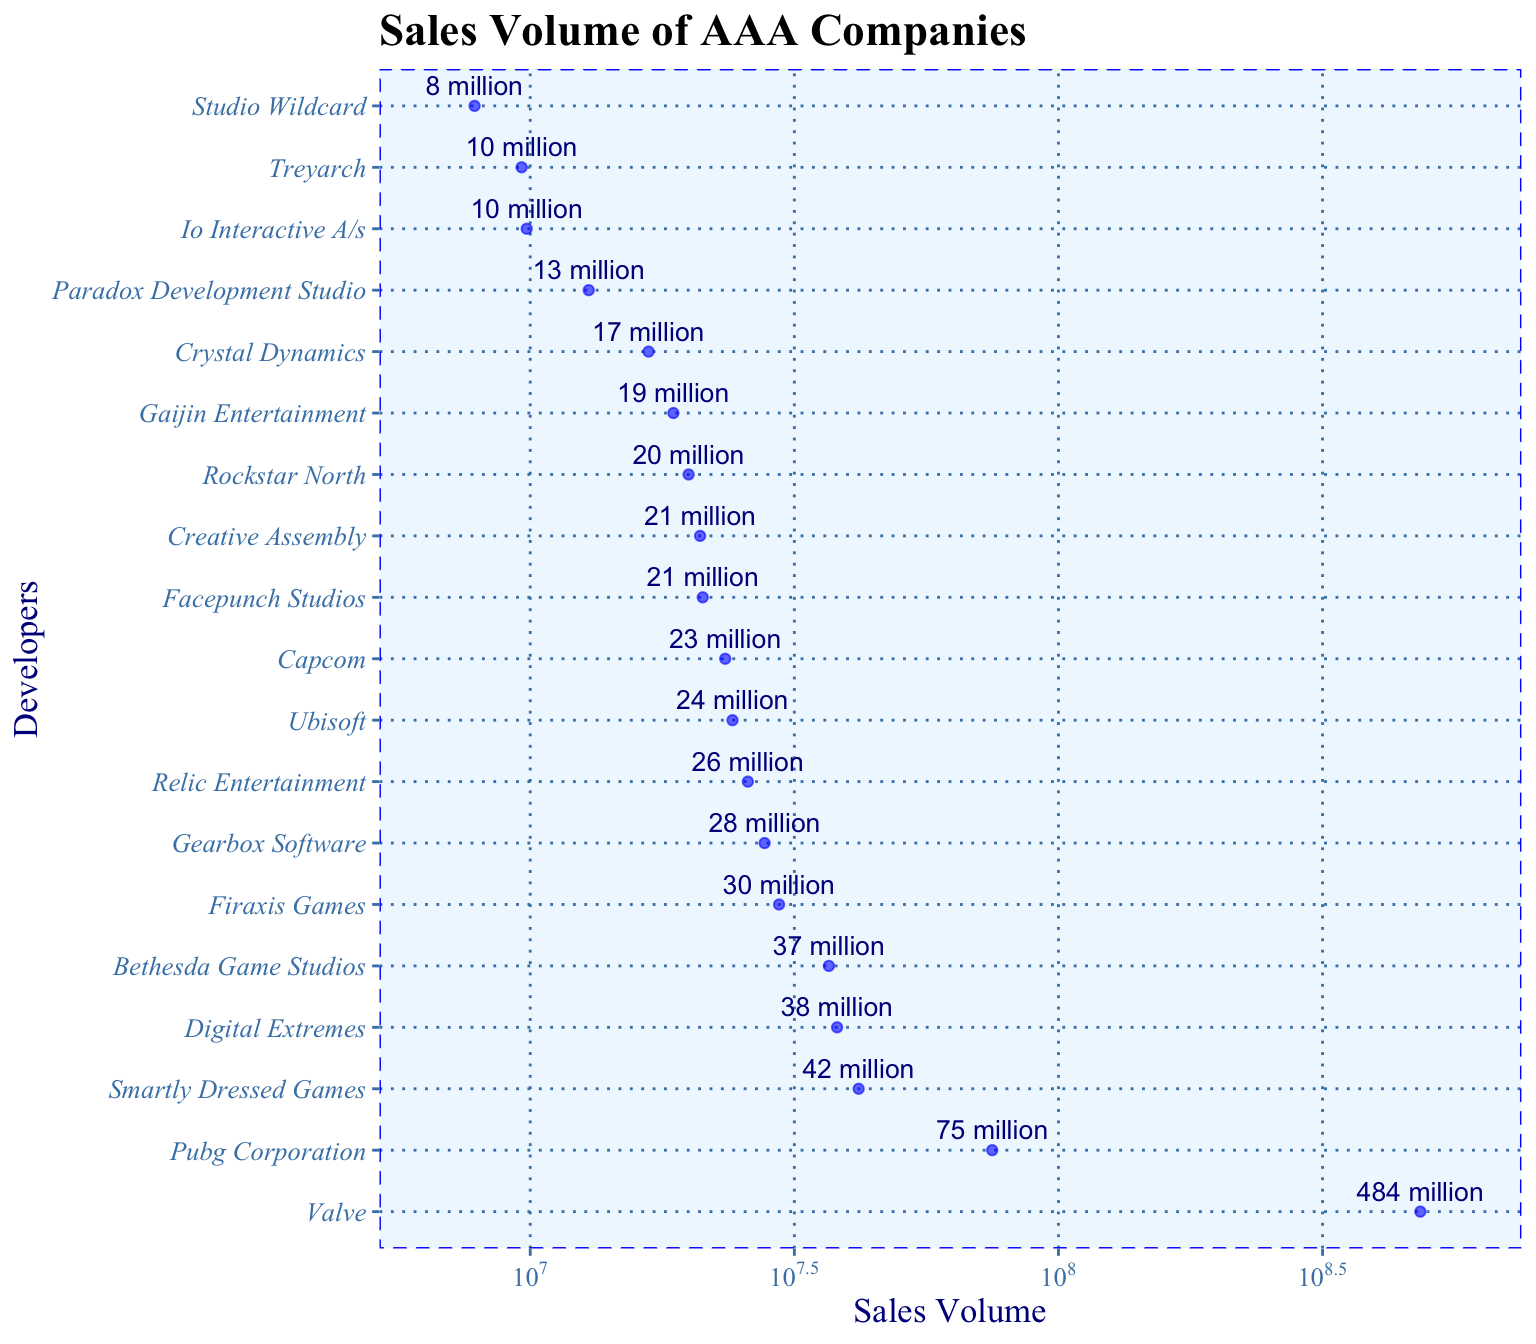 Sales Volume of AAA Companies
Studio Wildcard
8 million
Treyarch
10 million
Io Interactive A/s
10 million
Paradox Development Studio
13 million
Crystal Dynamics
17 million
Gaijin Entertainment
19 million
Rockstar North
20 million
Creative Assembly
21 million
Facepunch Studios
21 million
Capcom
23 million
Ubisoft
24 million
Relic Entertainment
26 million
Gearbox Software
28 million
Firaxis Games
30 million
Bethesda Game Studios
37 million
Digital Extremes
38 million
Smartly Dressed Games
42 million
Pubg Corporation
75 million
Valve
484 million
Developers
10^7 10^7.5 10^8 10^8.5
Sales Volume